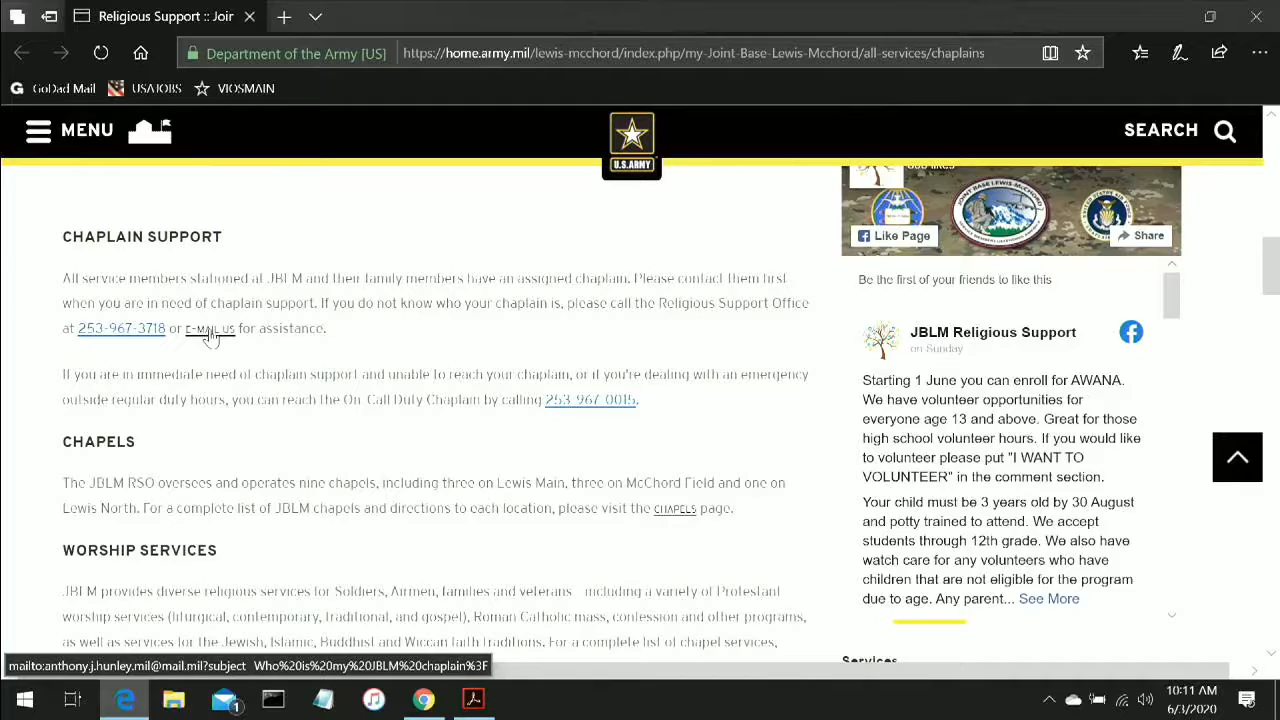 Religious Support :: Joir
Department of the Army [US]
https://home.army.mil/lewis-mcchord/index.php/my-Joint-Base-Lewis-Mcchord/all-services/chaplains
G GoDad Mail USAJOBS VIOSMAIN
MENU
U.S.ARMY
SEARCH
CHAPLAIN SUPPORT
All service members stationed at JBLM and their family members have an assigned chaplain. Please contact them first
when you are in need of chaplain support. If you do not know who your chaplain is, please call the Religious Support Office
at 253-967-3718 or E-MAIL US for assistance.
If you are in immediate need of chaplain support and unable to reach your chaplain, or if you're dealing with an emergency
outside regular duty hours, you can reach the On-Call Duty Chaplain by calling 253-967-0015.
CHAPELS
The JBLM RSO oversees and operates nine chapels, including three on Lewis Main, three on McChord Field and one on
Lewis North. For a complete list of JBLM chapels and directions to each location, please visit the CHAPELS page.
WORSHIP SERVICES
JBLM provides diverse religious services for Soldiers, Airmen, families and veterans including a variety of Protestant
worship services (liturgical, contemporary, traditional, and gospel), Roman Catholic mass, confession and other programs,
as well as services for the Jewish, Islamic, Buddhist and Wiccan faith traditions. For a complete list of chapel services,
mailto:anthony.j.hunley.mil@mail.mil?subject Who%20is%20my%20JBLM%20chaplain%3F
Like Page
Share
Be the first of your friends to like this
JBLM Religious Support
on Sunday
Starting 1 June you can enroll for AWANA.
We have volunteer opportunities for
everyone age 13 and above. Great for those
high school volunteer hours. If you would like
to volunteer please put "I WANT TO
VOLUNTEER" in the comment section.
Your child must be 3 years old by 30 August
and potty trained to attend. We accept
students through 12th grade. We also have
watch care for any volunteers who have
children that are not eligible for the program
due to age. Any parent... See More
Services
1
10:11 AM
6/3/2020